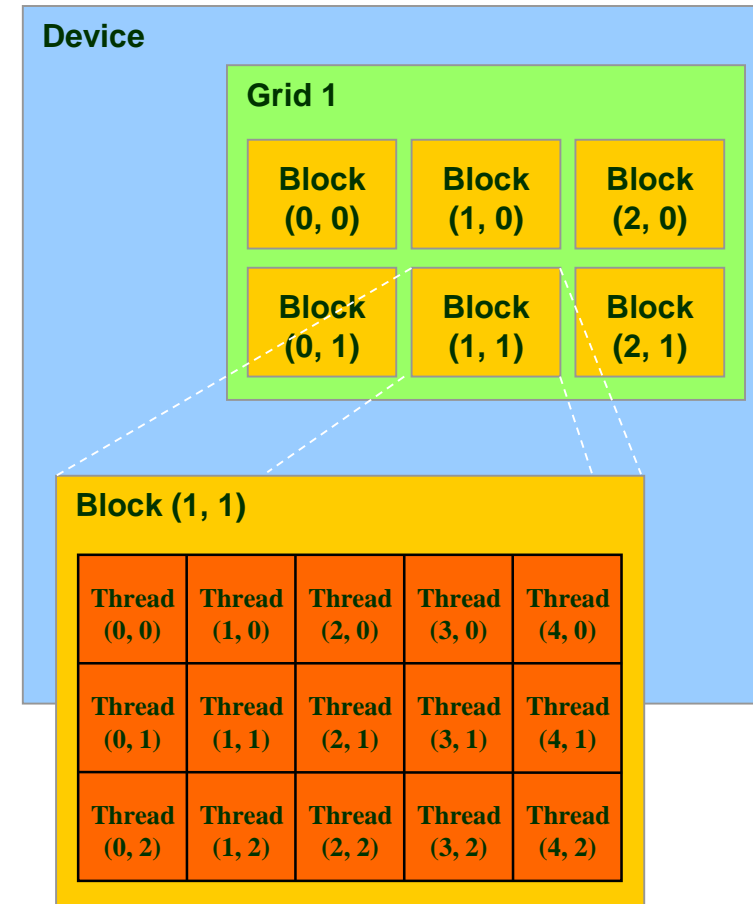 Device
Grid 1
Block
(0, 0)
Block
(1, 0)
Block
(2, 0)
Block
(0, 1)
Block
(1, 1)
Block
(2, 1)
Block (1, 1)
Thread
(0, 0)
Thread
(1, 0)
Thread
(2, 0)
Thread
(3, 0)
Thread
(4, 0)
Thread
(0, 1)
Thread
(1, 1)
Thread
(2, 1)
Thread
(3, 1)
Thread
(4, 1)
Thread
(0, 2)
Thread
(1, 2)
Thread
(2, 2)
Thread
(3, 2)
Thread
(4, 2)